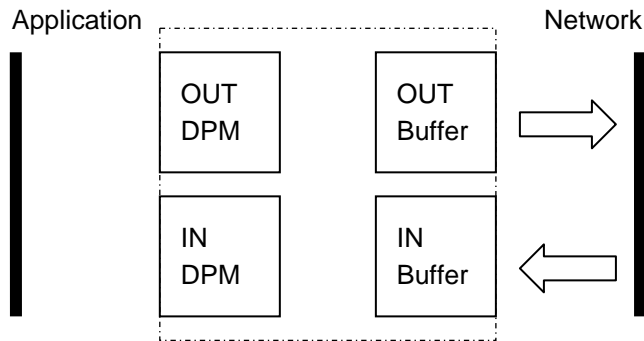 Application
Network
OUT
DPM
OUT
Buffer
IN
DPM
IN
Buffer